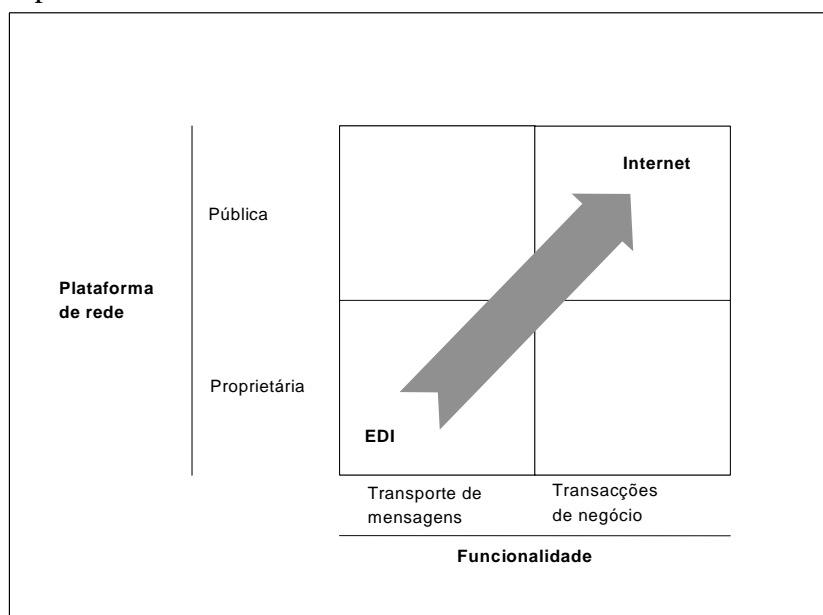 Internet
Pública
Plataforma
de rede
Proprietária
EDI
Transporte de
mensagens
Transacções
de negócio
Funcionalidade